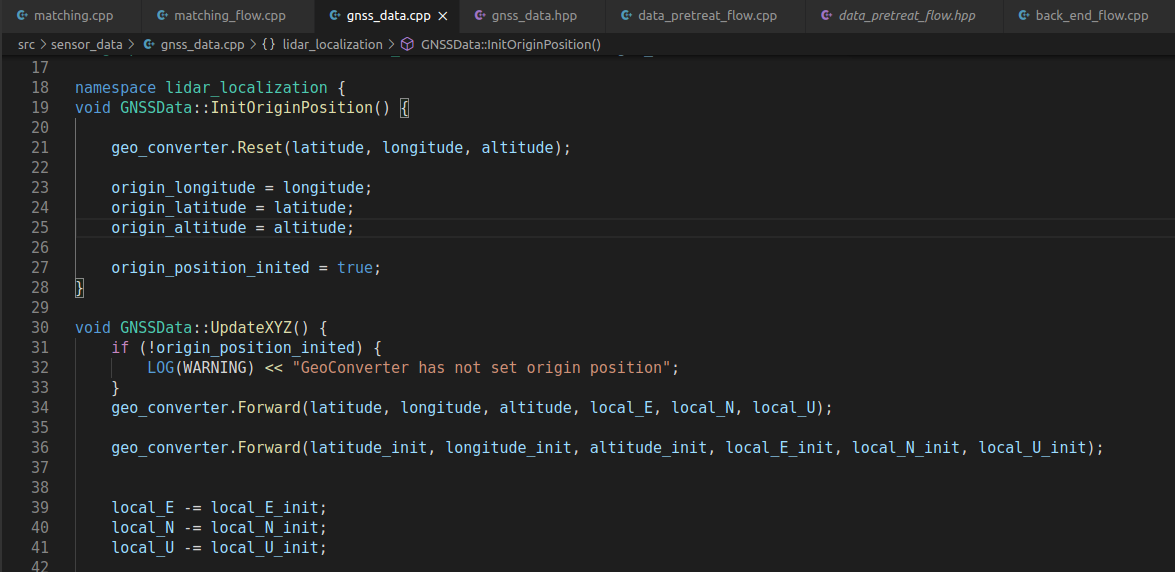 matching.cpp matching_flow.cpp gnss_data.cpp gnss_data.hpp data_pretreat_flow.cpp data_pretreat_flow.hpp back_end_flow.cpp
src > sensor_data > gnss_data.cpp > {} lidar_localization > GNSSData::InitOriginPosition()
17
18 namespace lidar_localization {
19 void GNSSData::InitOriginPosition() {
20
21 geo_converter.Reset(latitude, longitude, altitude);
22
23 origin_longitude = longitude;
24 origin_latitude = latitude;
25 origin_altitude = altitude;
26
27 origin_position_inited = true;
28 }
29
30 void GNSSData::UpdateXYZ() {
31 if (!origin_position_inited) {
32 LOG(WARNING) << "GeoConverter has not set origin position";
33 }
34 geo_converter.Forward(latitude, longitude, altitude, local_E, local_N, local_U);
35
36 geo_converter.Forward(latitude_init, longitude_init, altitude_init, local_E_init, local_N_init, local_U_init);
37
38
39 local_E -= local_E_init;
40 local_N -= local_N_init;
41 local_U -= local_U_init;
42